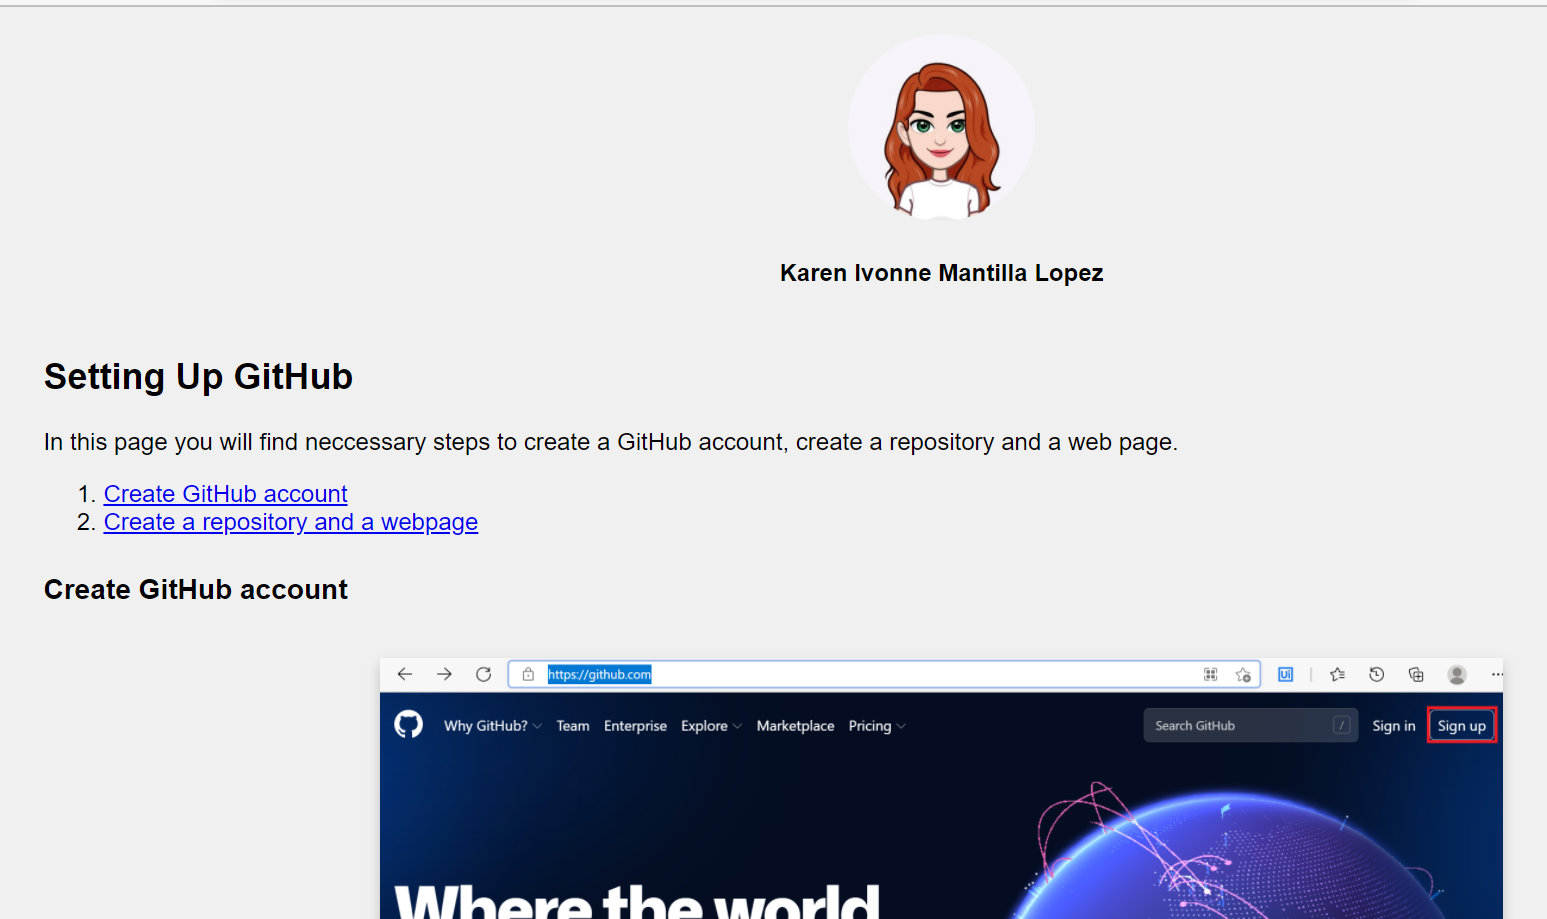 Karen Ivonne Mantilla Lopez
Setting Up GitHub
In this page you will find neccessary steps to create a GitHub account, create a repository and a web page.
1. Create GitHub account
2. Create a repository and a webpage
Create GitHub account
https://github.com
Why GitHub? Team Enterprise Explore Marketplace Pricing Search GitHub / Sign in Sign up
Where the world